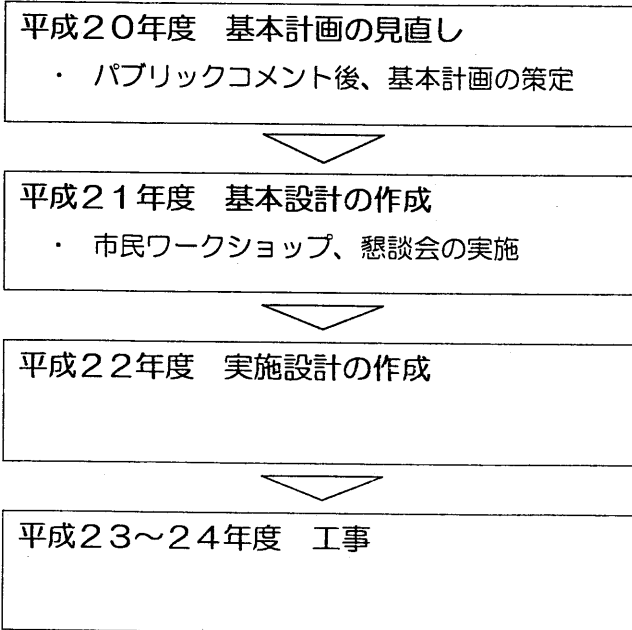 平成20年度　基本計画の見直し
・　パブリックコメント後、基本計画の策定
平成21年度　基本設計の作成
・　市民ワークショップ、懇談会の実施
平成22年度　実施設計の作成
平成23～24年度　工事